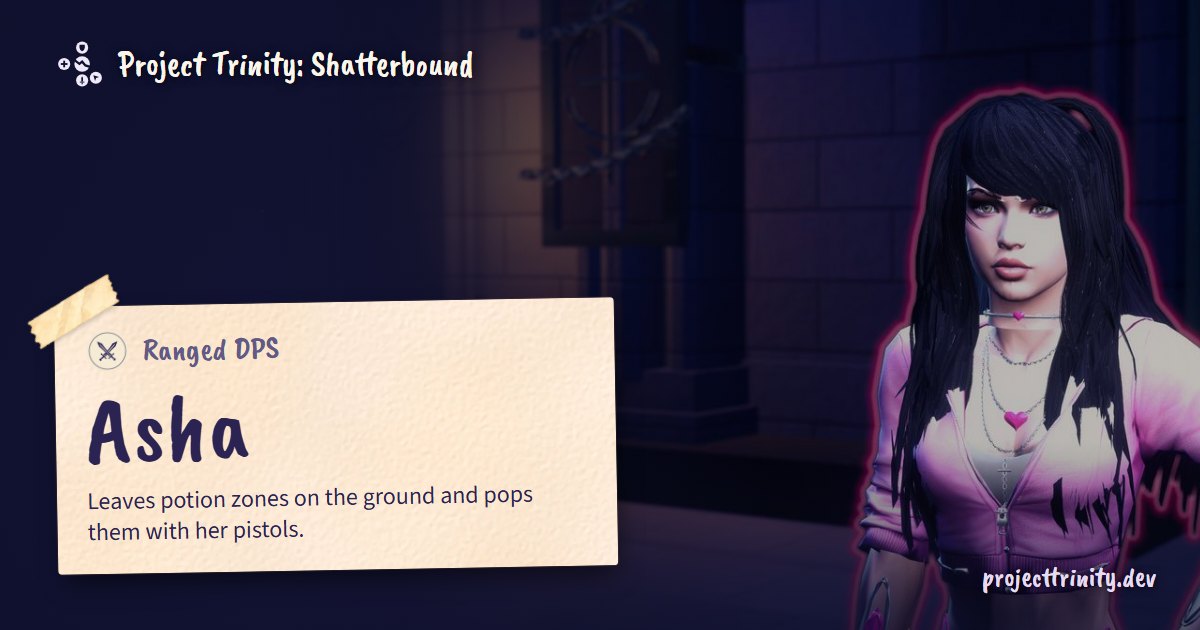 Project Trinity: Shatterbound
Ranged DPS
Asha
Leaves potion zones on the ground and pops
them with her pistols.
projecttrinity.dev